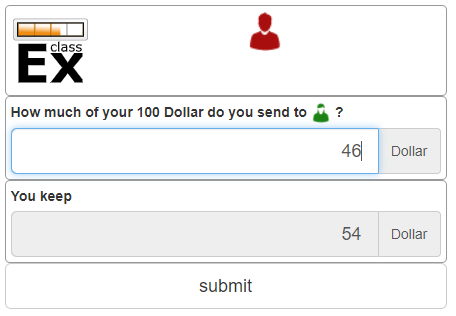 class
Ex
How much of your 100 Dollar do you send to ?
46 Dollar
You keep
54 Dollar
submit